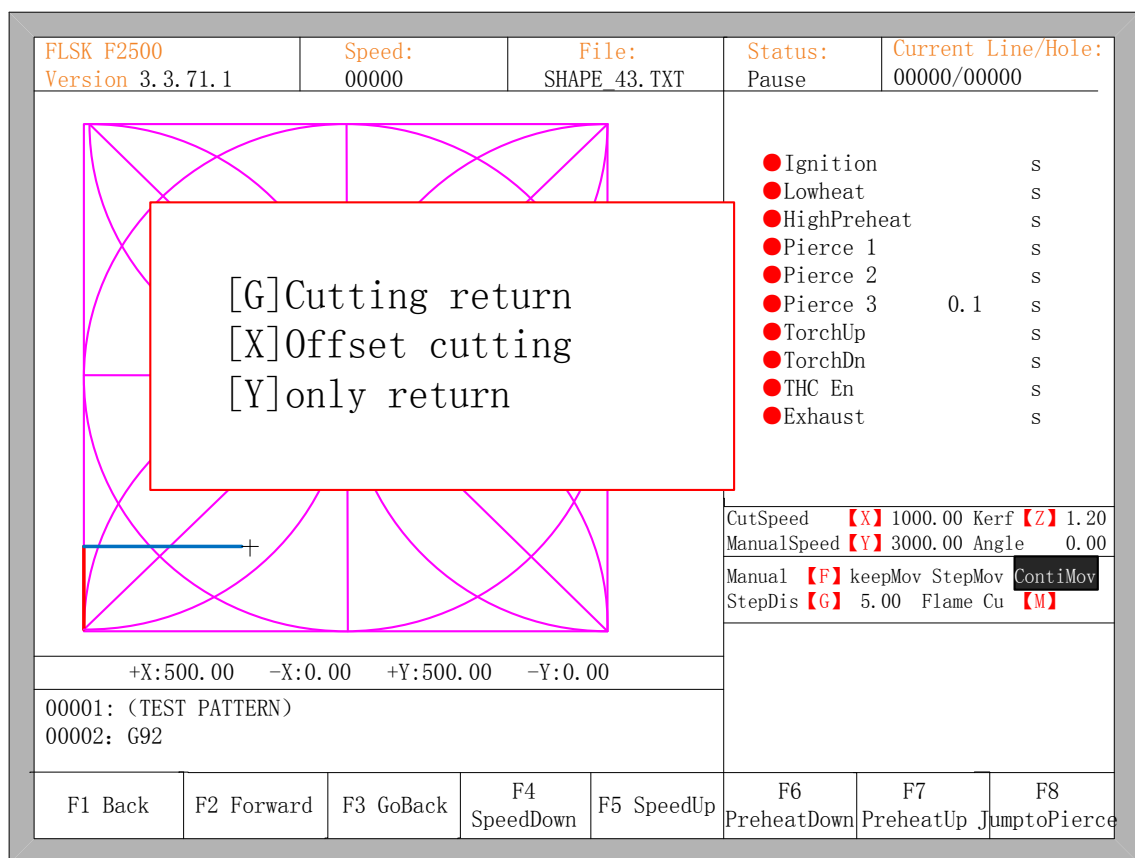 FLSK F2500
Version 3.3.71.1
Speed:
00000
File:
SHAPE_43.TXT
Status:
Pause
Current Line/Hole:
00000/00000
[G]Cutting return
[X]Offset cutting
[Y]only return
●Ignition s
●Lowheat s
●HighPreheat s
●Pierce 1 s
●Pierce 2 s
●Pierce 3 0.1 s
●TorchUp s
●TorchDn s
●THC En s
●Exhaust s
CutSpeed 【X】 1000.00 Kerf 【Z】 1.20
ManualSpeed 【Y】 3000.00 Angle 0.00
Manual 【F】 keepMov StepMov ContiMov
StepDis 【G】 5.00 Flame Cu 【M】
+X:500.00 -X:0.00 +Y:500.00 -Y:0.00
00001: (TEST PATTERN)
00002: G92
F1 Back
F2 Forward
F3 GoBack
F4
SpeedDown
F5 SpeedUp
F6
PreheatDown
F7
PreheatUp
F8
JumptoPierce